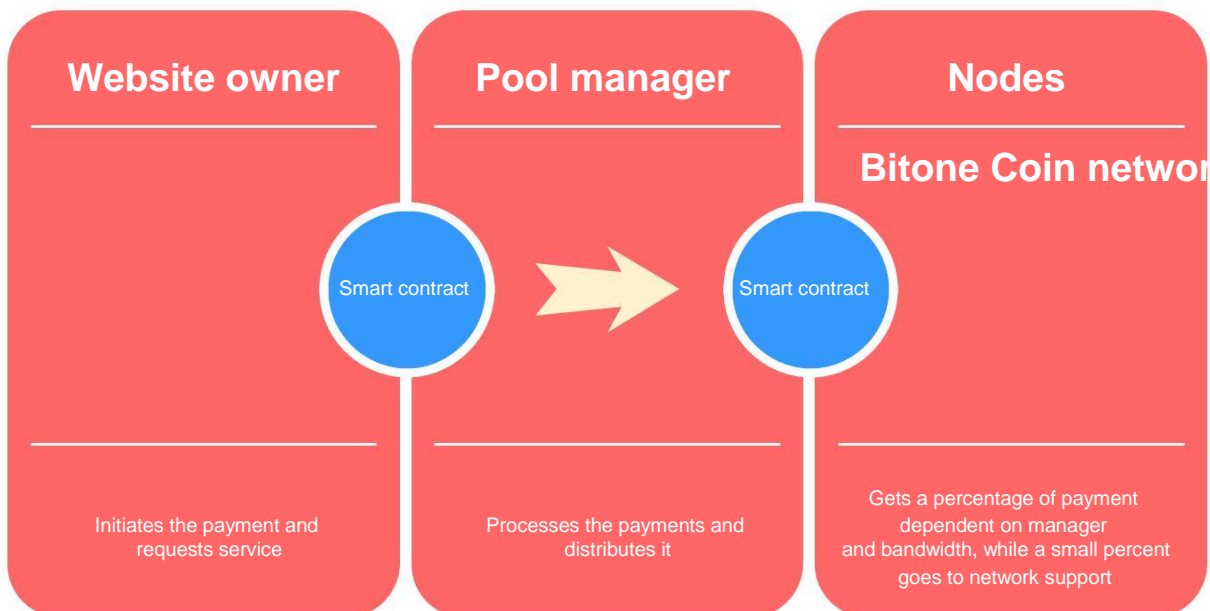 Website owner
Pool manager
Nodes
Bitone Coin networ
Smart contract
Smart contract
Initiates the payment and
requests service
Processes the payments and
distributes it
Gets a percentage of payment
dependent on manager
and bandwidth, while a small percent
goes to network support